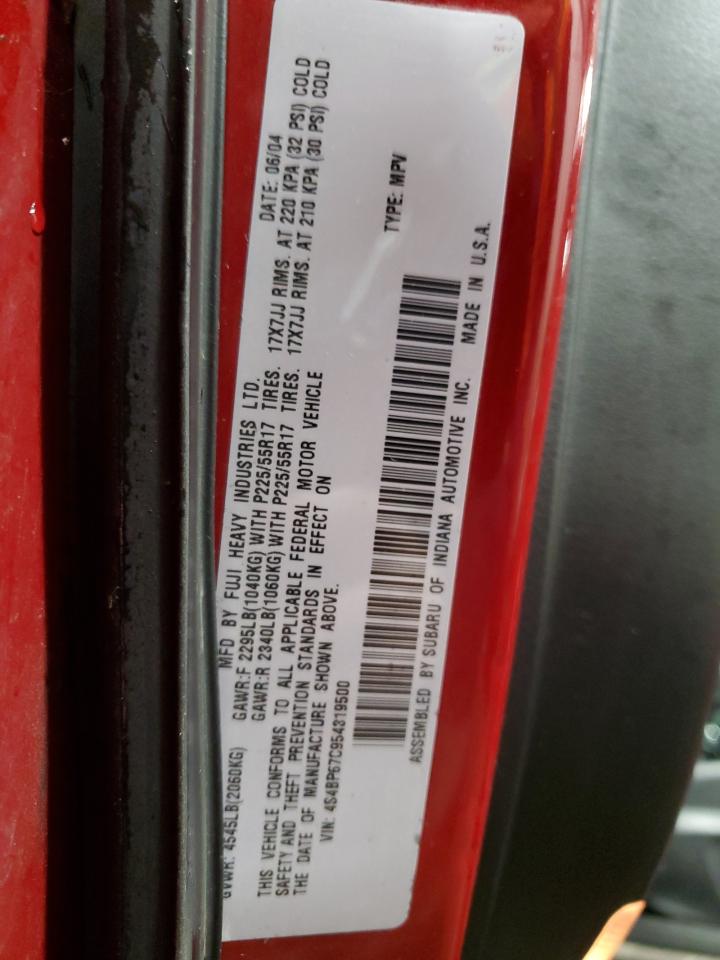 MFD BY FUJI HEAVY INDUSTRIES LTD. DATE: 06/04
GVWR: 4545LB(2060KG) GAWR:F 2295LB(1040KG) WITH P225/55R17 TIRES. 17X7JJ RIMS. AT 220 KPA (32 PSI) COLD
GAWR:R 2340LB(1060KG) WITH P225/55R17 TIRES. 17X7JJ RIMS. AT 210 KPA (30 PSI) COLD
THIS VEHICLE CONFORMS TO ALL APPLICABLE FEDERAL MOTOR VEHICLE
SAFETY AND THEFT PREVENTION STANDARDS IN EFFECT ON
THE DATE OF MANUFACTURE SHOWN ABOVE.
VIN: 4S4BP67C954319500 TYPE: MPV
ASSEMBLED BY SUBARU OF INDIANA AUTOMOTIVE INC. MADE IN U.S.A.